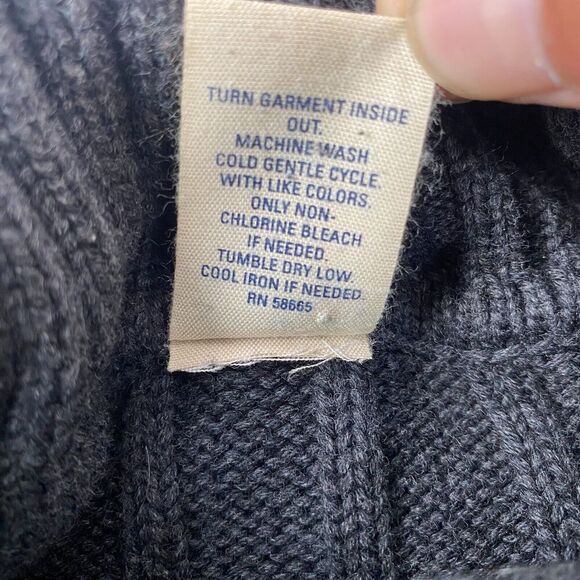 TURN GARMENT INSIDE
OUT.
MACHINE WASH
COLD GENTLE CYCLE.
WITH LIKE COLORS.
ONLY NON-
CHLORINE BLEACH
IF NEEDED.
TUMBLE DRY LOW.
COOL IRON IF NEEDED.
RN 58665